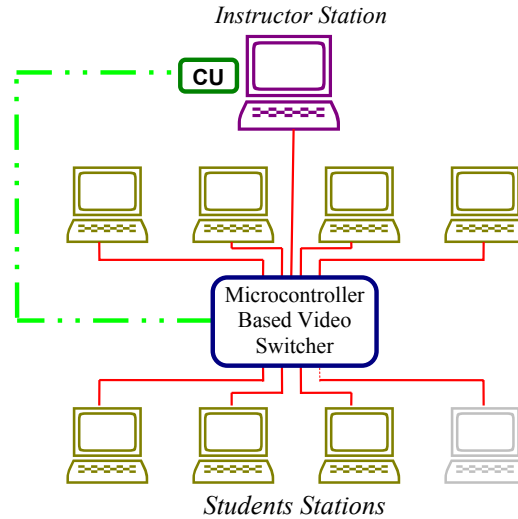 Instructor Station
CU
Microcontroller
Based Video
Switcher
Students Stations